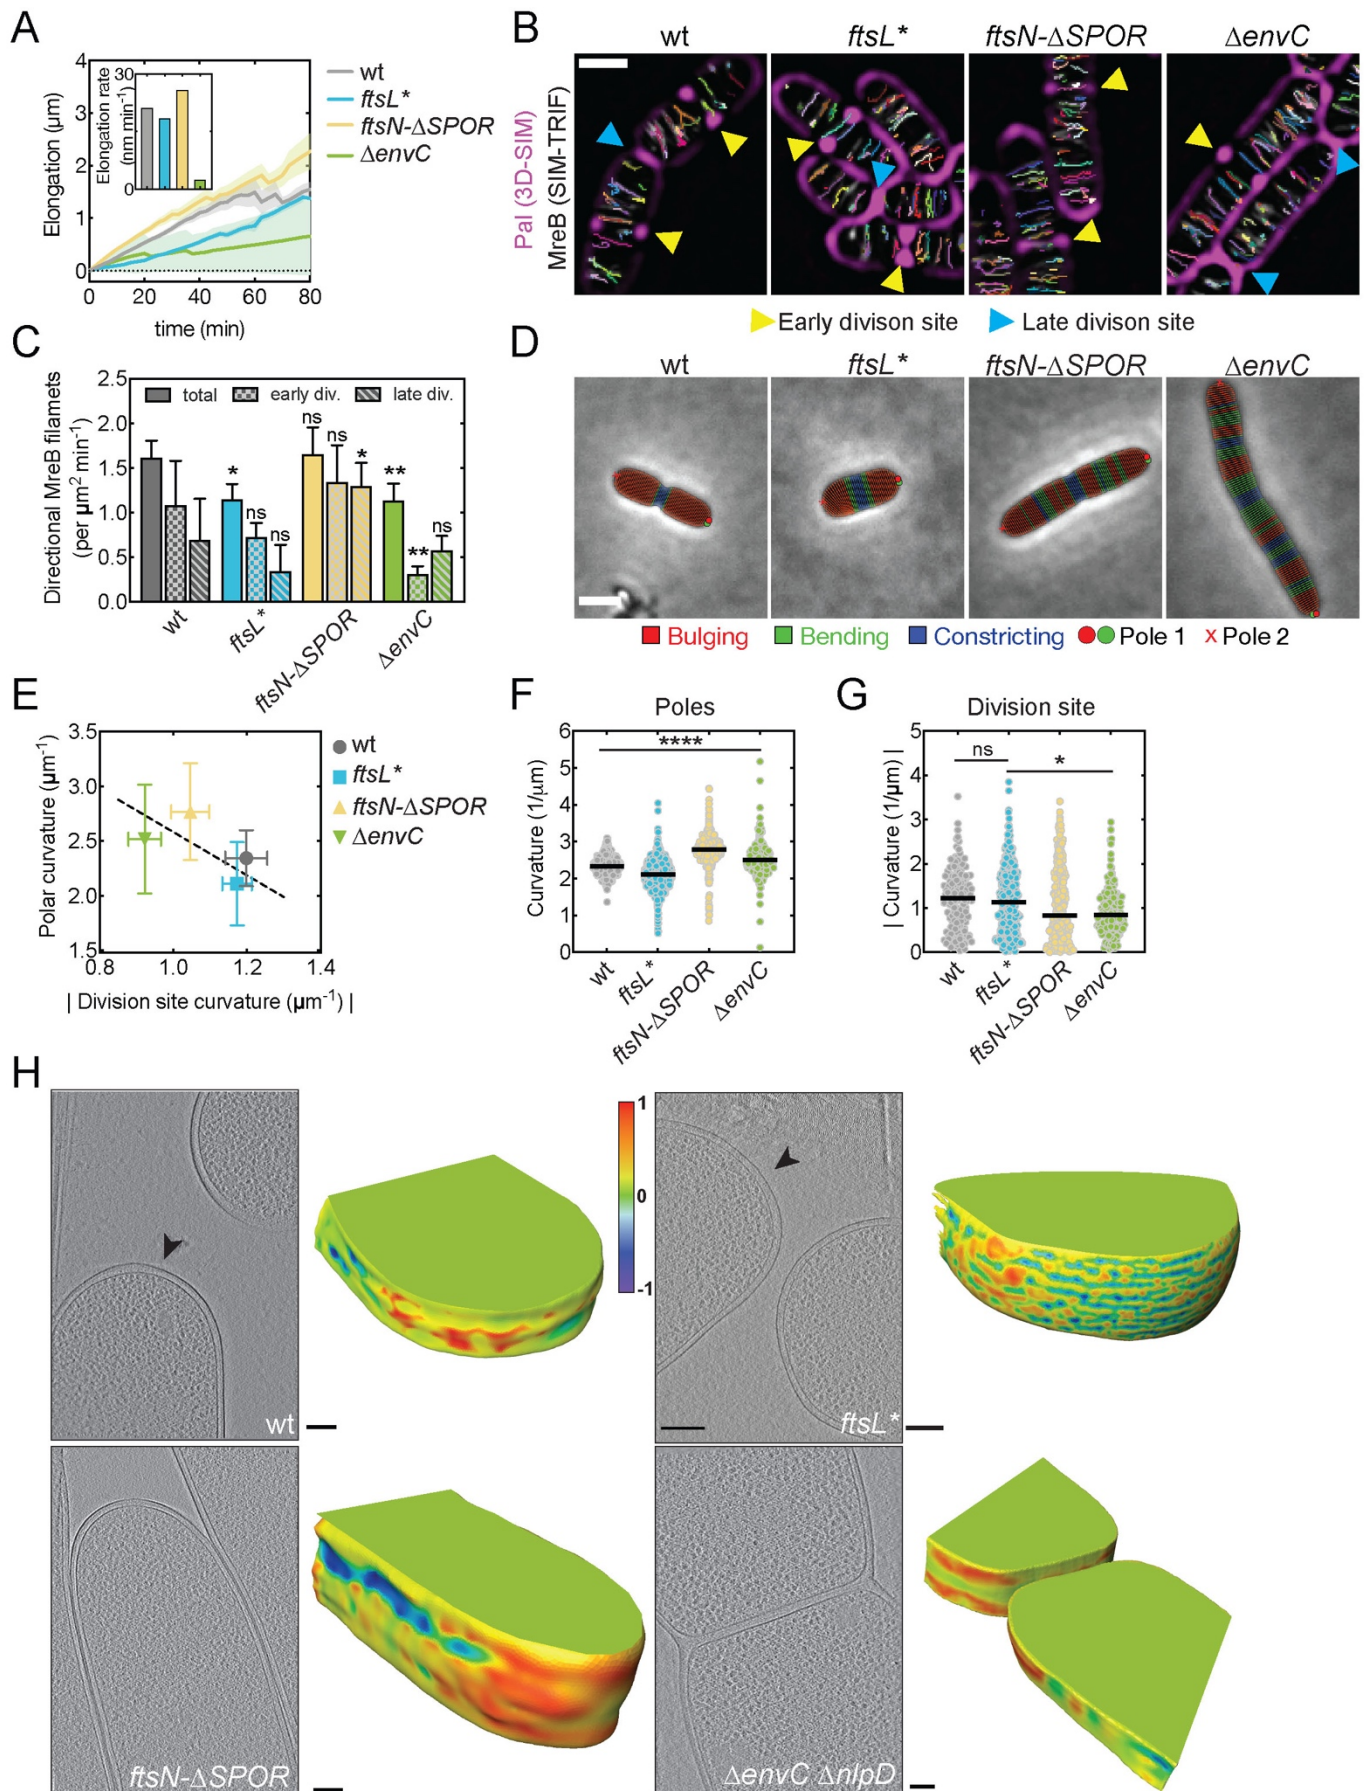 A
Elongation (μm)
4
3
2
1
0
0 20 40 60 80
time (min)
Elongation rate
(nm min⁻¹)
30
0
wt
ftsL*
ftsN-ΔSPOR
ΔenvC
B
wt ftsL* ftsN-ΔSPOR ΔenvC
Pal (3D-SIM)
MreB (SIM-TRIF)
Early divison site Late divison site
C
Directional MreB filamets
(per μm² min⁻¹)
2.5
2.0
1.5
1.0
0.5
0.0
total early div. late div.
* ns ns
ns ns *
** ** ns
wt ftsL* ftsN-ΔSPOR ΔenvC
D
wt ftsL* ftsN-ΔSPOR ΔenvC
Bulging Bending Constricting Pole 1 x Pole 2
E
Polar curvature (μm⁻¹)
3.5
3.0
2.5
2.0
1.5
0.8 1.0 1.2 1.4
| Division site curvature (μm⁻¹) |
wt
ftsL*
ftsN-ΔSPOR
ΔenvC
F
Poles
Curvature (1/μm)
6
5
4
3
2
1
0
****
wt ftsL* ftsN-ΔSPOR ΔenvC
G
Division site
| Curvature (1/μm) |
5
4
3
2
1
0
ns *
wt ftsL* ftsN-ΔSPOR ΔenvC
H
1
0
-1
wt
ftsL*
ftsN-ΔSPOR
ΔenvC ΔnlpD